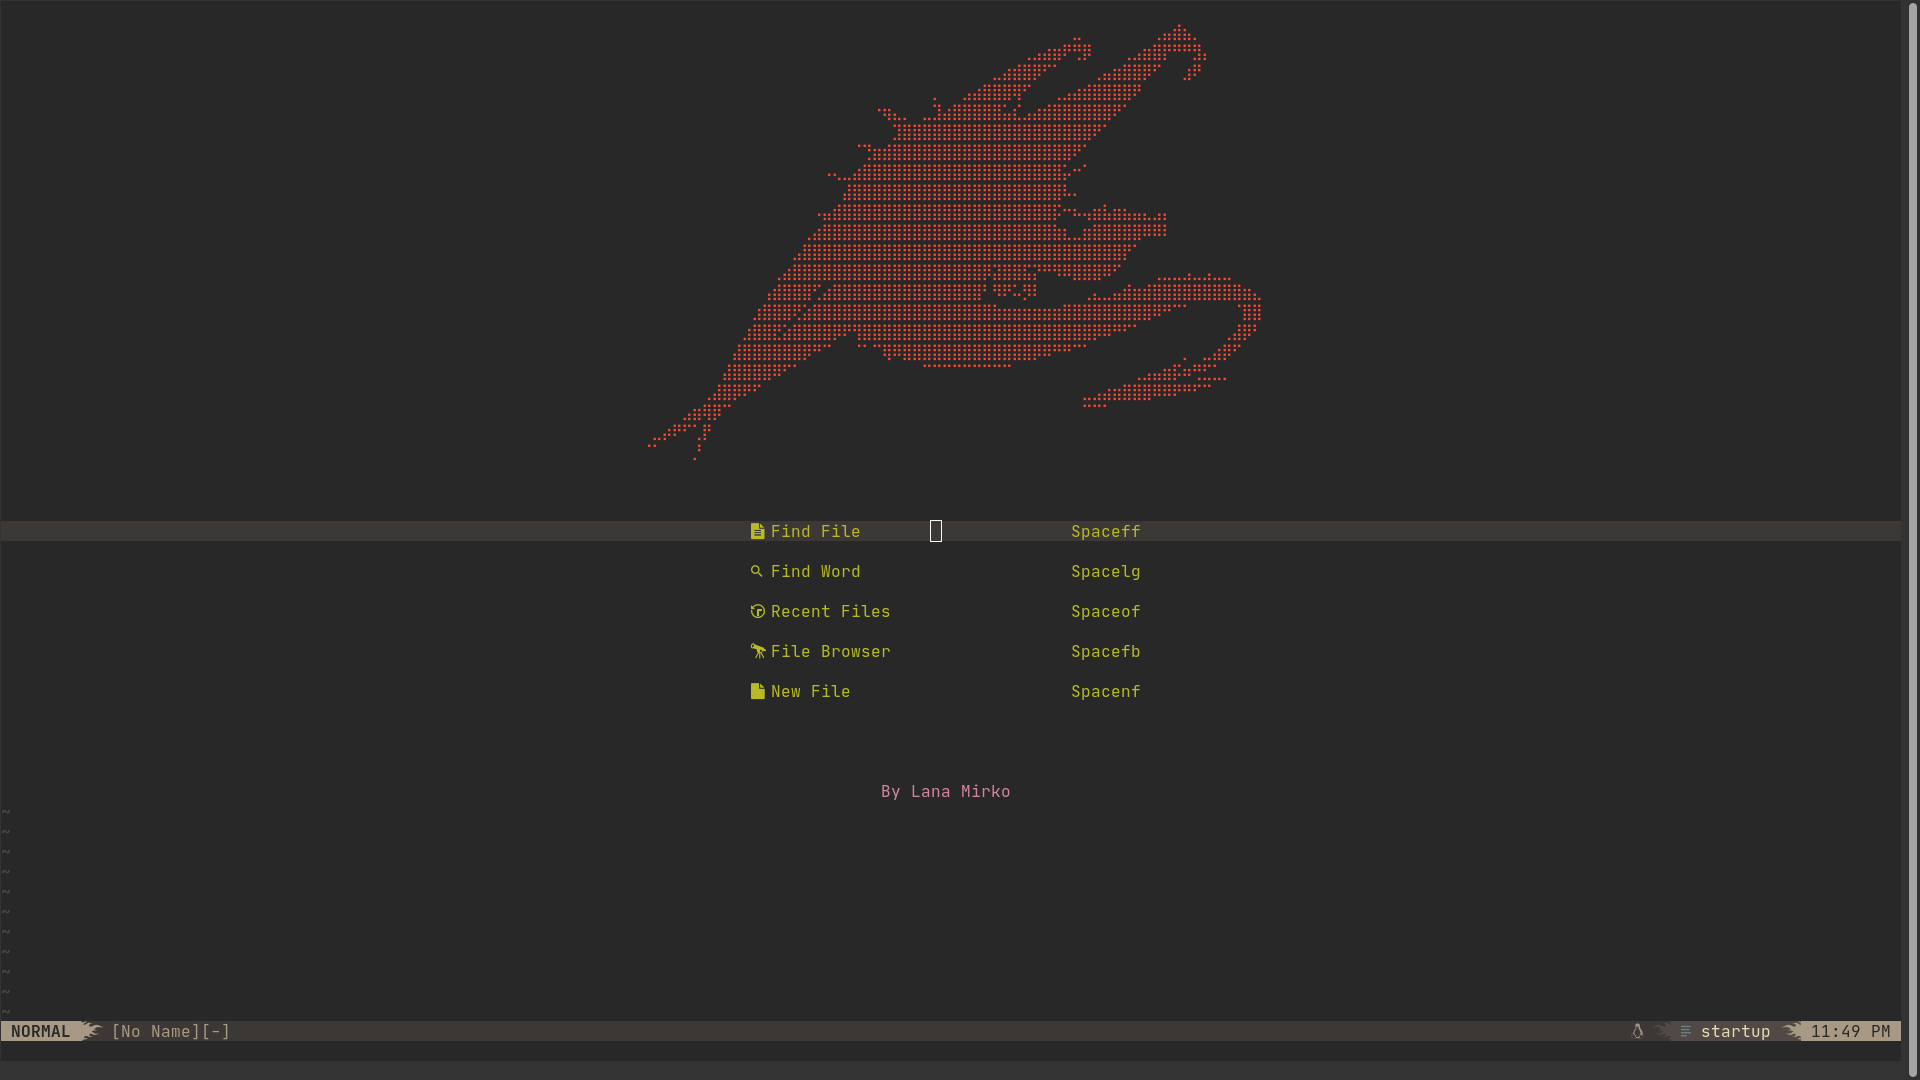 Find File Spaceff
Find Word Spacelg
Recent Files Spaceof
File Browser Spacefb
New File Spacenf
By Lana Mirko
~
~
~
~
~
~
~
~
~
~
~
NORMAL [No Name][-] startup 11:49 PM